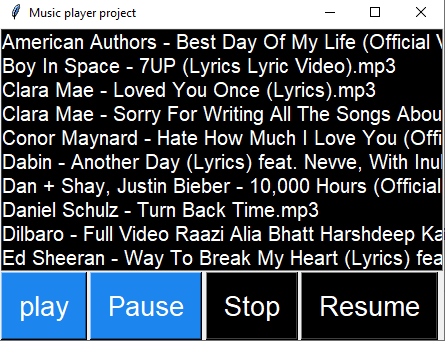 Music player project
American Authors - Best Day Of My Life (Official
Boy In Space - 7UP (Lyrics Lyric Video).mp3
Clara Mae - Loved You Once (Lyrics).mp3
Clara Mae - Sorry For Writing All The Songs Abou
Conor Maynard - Hate How Much I Love You (Offi
Dabin - Another Day (Lyrics) feat. Nevve, With Inu
Dan + Shay, Justin Bieber - 10,000 Hours (Official
Daniel Schulz - Turn Back Time.mp3
Dilbaro - Full Video Raazi Alia Bhatt Harshdeep Ka
Ed Sheeran - Way To Break My Heart (Lyrics) fea
play Pause Stop Resume